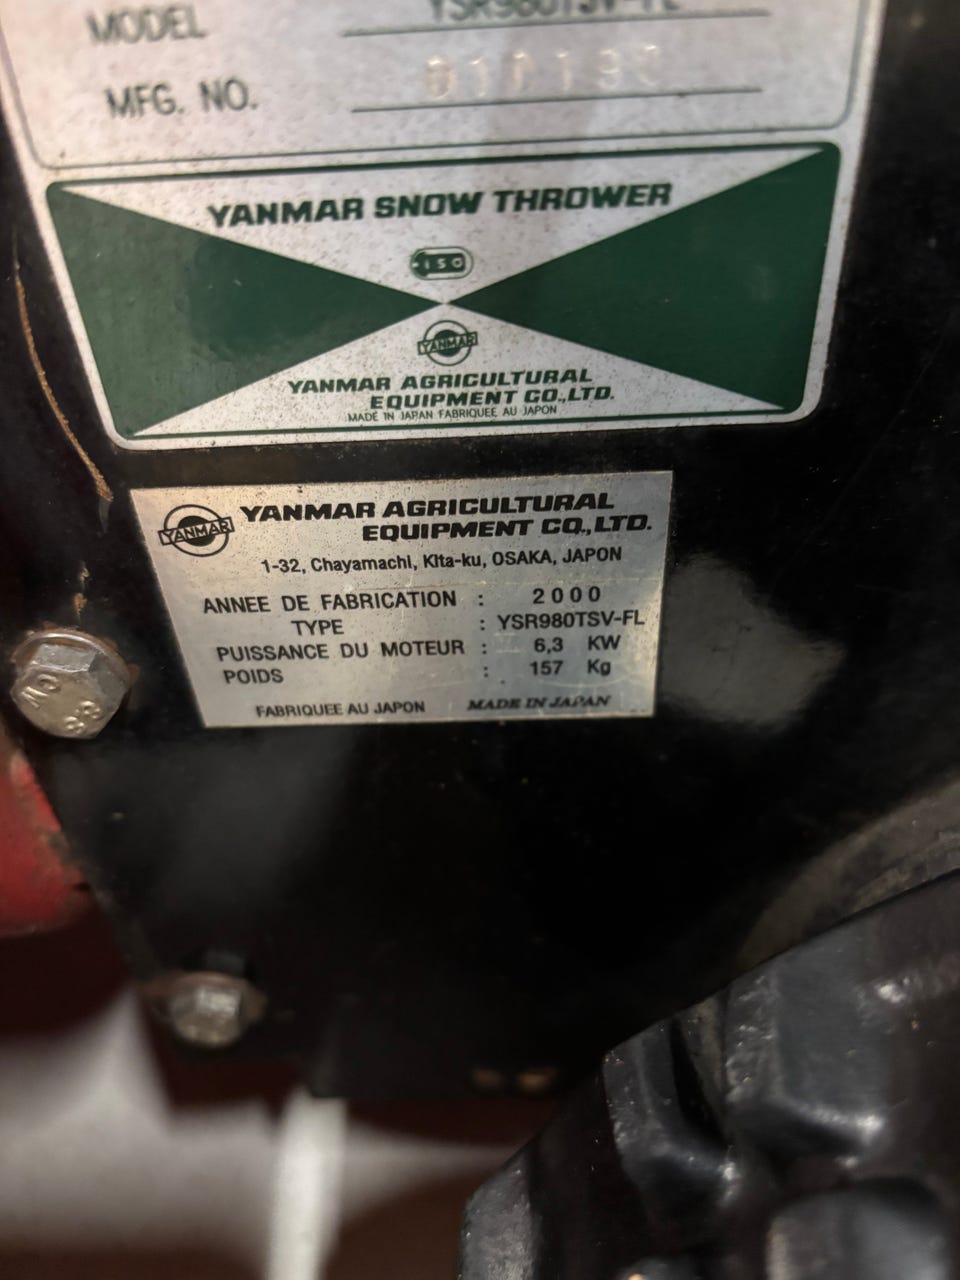 MODEL YSR980TSV-FL
MFG. NO.
YANMAR SNOW THROWER
ISO
YANMAR
YANMAR AGRICULTURAL
EQUIPMENT CO.,LTD.
MADE IN JAPAN FABRIQUEE AU JAPON
YANMAR
YANMAR AGRICULTURAL
EQUIPMENT CO.,LTD.
1-32, Chayamachi, Kita-ku, OSAKA, JAPON
ANNEE DE FABRICATION : 2000
TYPE : YSR980TSV-FL
PUISSANCE DU MOTEUR : 6,3 KW
POIDS : 157 Kg
FABRIQUEE AU JAPON MADE IN JAPAN